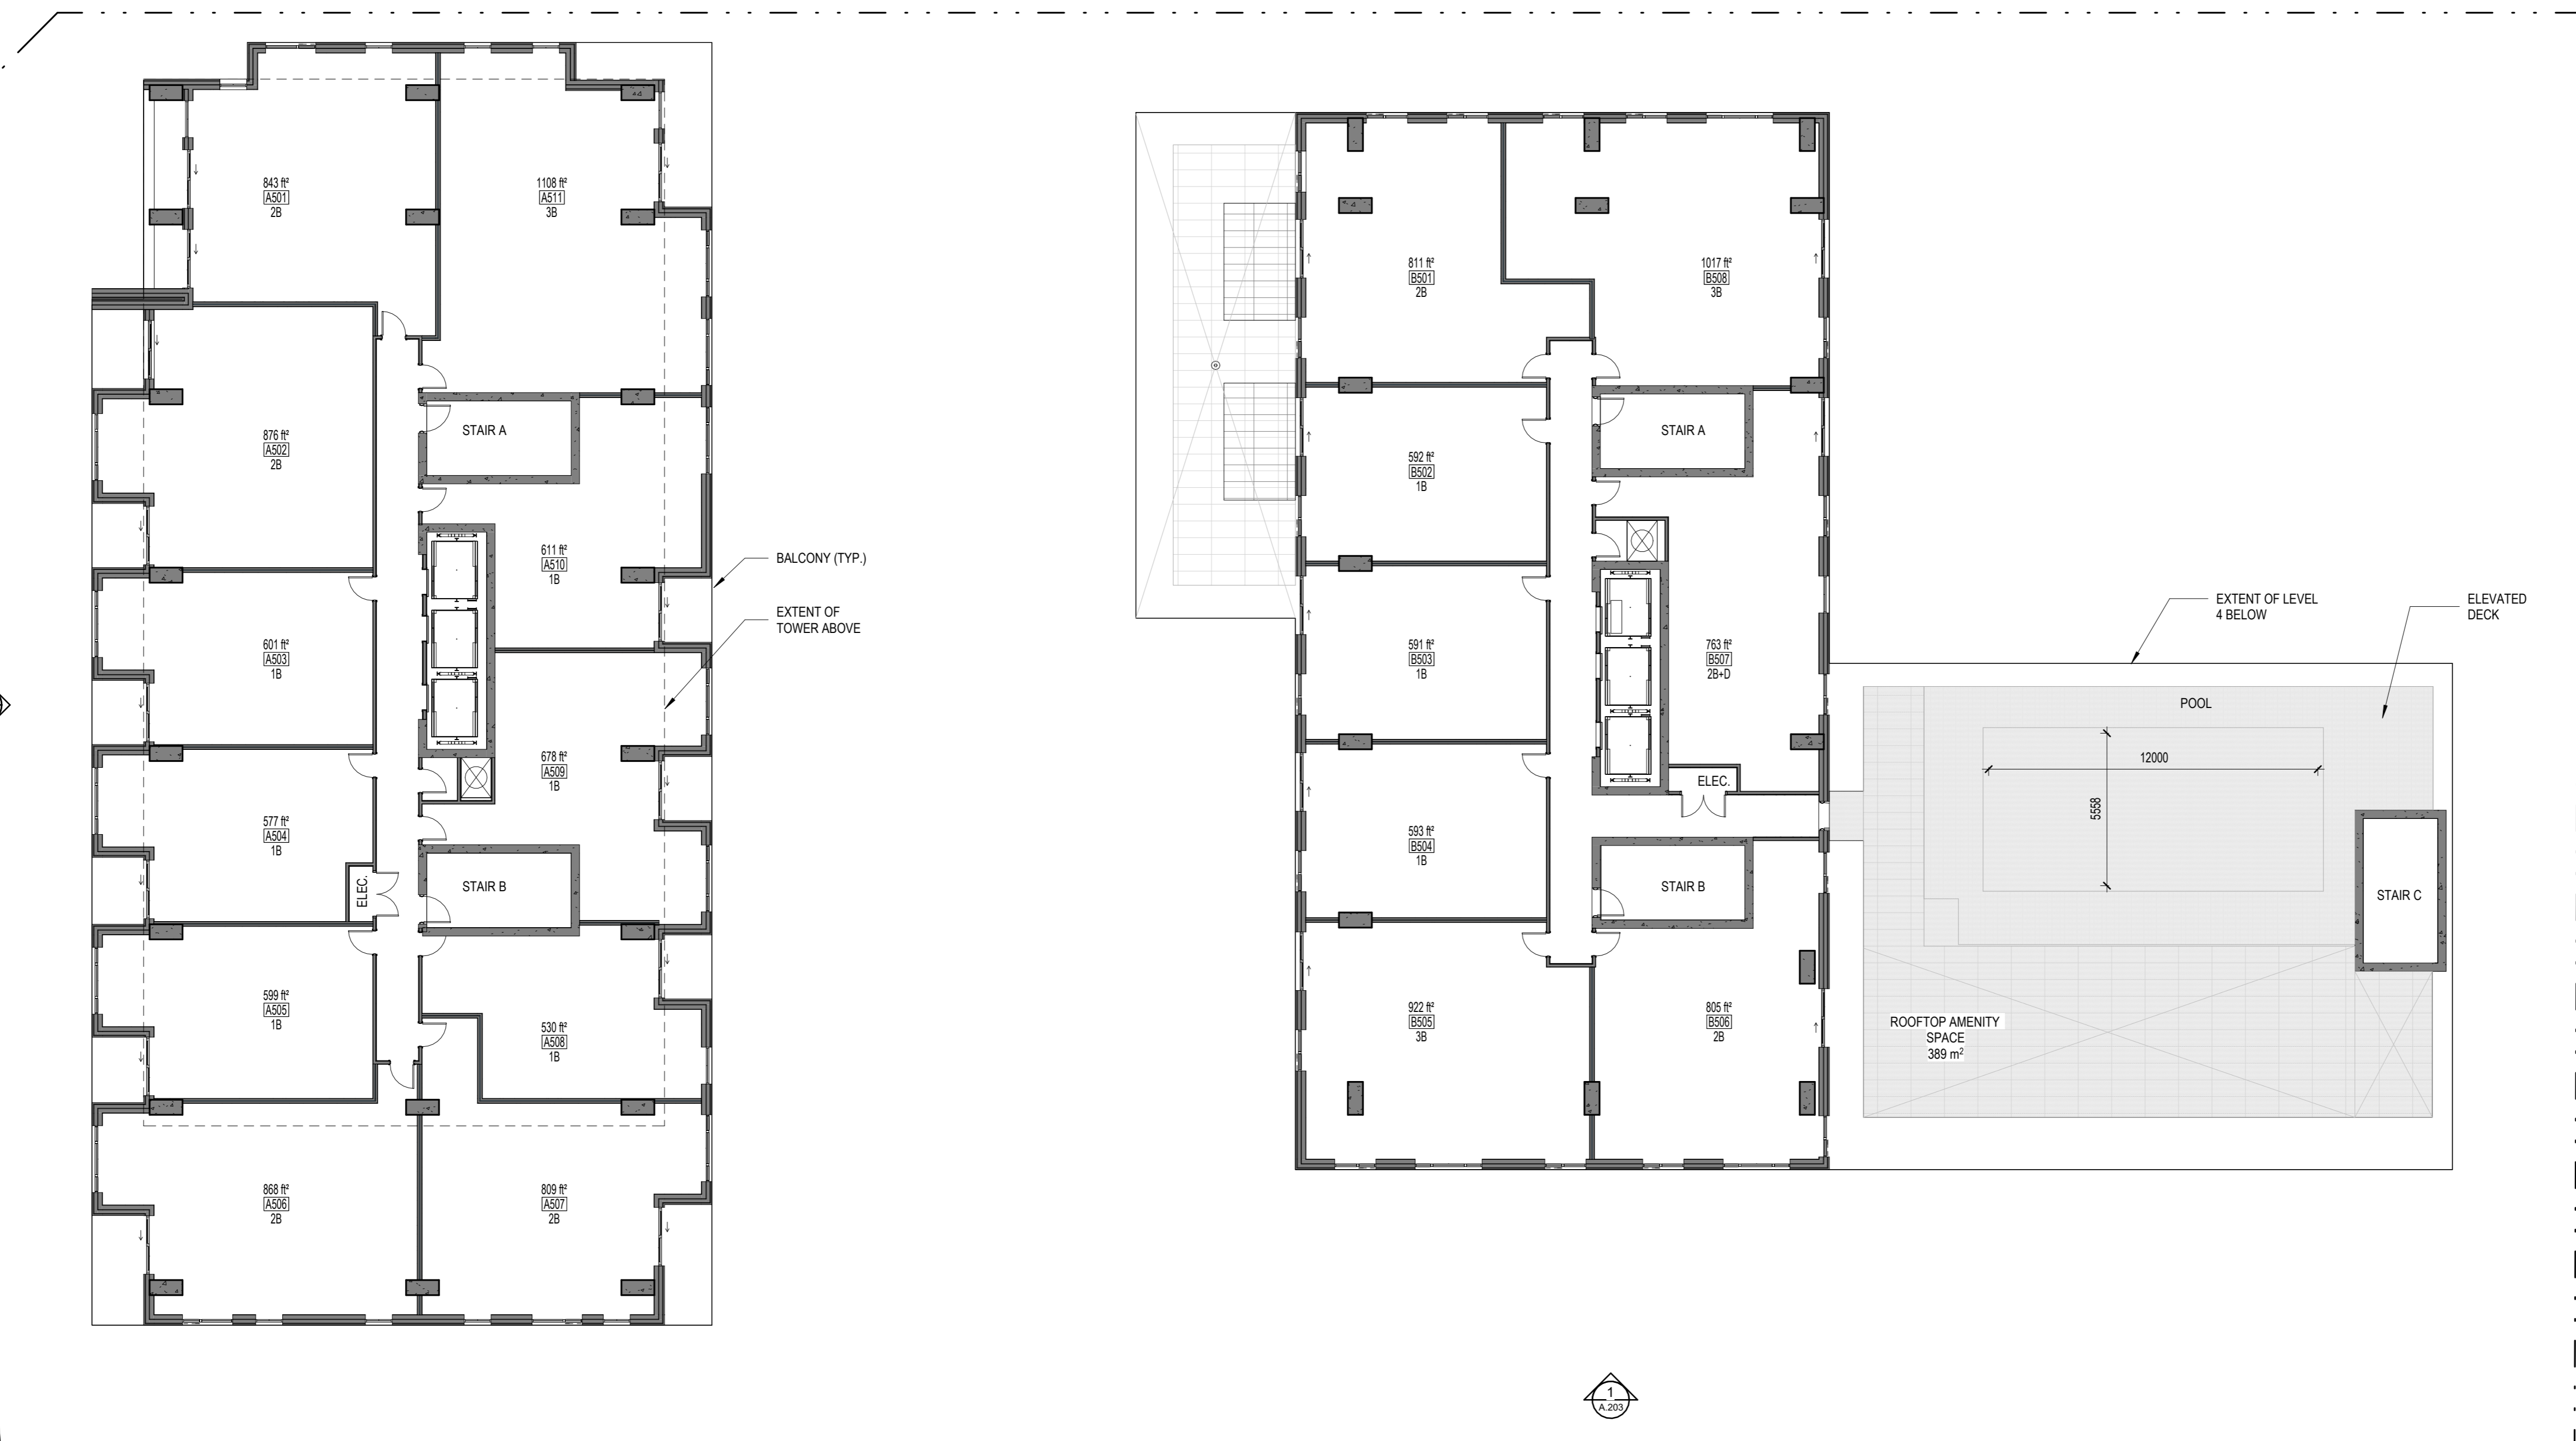 843 ft²
A501
2B
1108 ft²
A511
3B
876 ft²
A502
2B
STAIR A
611 ft²
A510
1B
601 ft²
A503
1B
678 ft²
A509
1B
577 ft²
A504
1B
ELEC.
STAIR B
599 ft²
A505
1B
530 ft²
A508
1B
868 ft²
A506
2B
809 ft²
A507
2B
BALCONY (TYP.)
EXTENT OF
TOWER ABOVE
811 ft²
B501
2B
1017 ft²
B508
3B
592 ft²
B502
1B
STAIR A
591 ft²
B503
1B
763 ft²
B507
2B+D
ELEC.
593 ft²
B504
1B
STAIR B
922 ft²
B505
3B
805 ft²
B506
2B
EXTENT OF LEVEL
4 BELOW
ELEVATED
DECK
POOL
12000
5558
STAIR C
ROOFTOP AMENITY
SPACE
389 m²
1
A.203